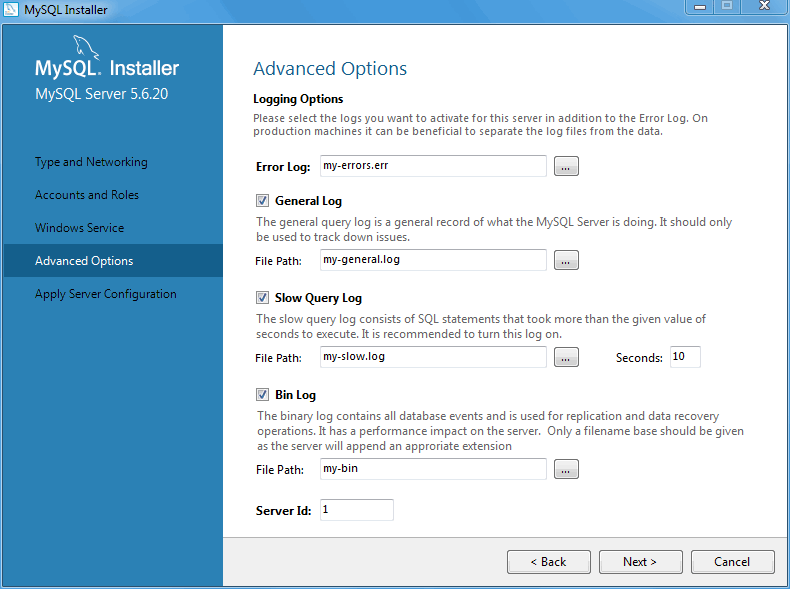 MySQL Installer
MySQL. Installer
MySQL Server 5.6.20
Type and Networking
Accounts and Roles
Windows Service
Advanced Options
Apply Server Configuration
Advanced Options
Logging Options
Please select the logs you want to activate for this server in addition to the Error Log. On
production machines it can be beneficial to separate the log files from the data.
Error Log: my-errors.err ...
General Log
The general query log is a general record of what the MySQL Server is doing. It should only
be used to track down issues.
File Path: my-general.log ...
Slow Query Log
The slow query log consists of SQL statements that took more than the given value of
seconds to execute. It is recommended to turn this log on.
File Path: my-slow.log ... Seconds: 10
Bin Log
The binary log contains all database events and is used for replication and data recovery
operations. It has a performance impact on the server. Only a filename base should be given
as the server will append an approriate extension
File Path: my-bin ...
Server Id: 1
< Back Next > Cancel